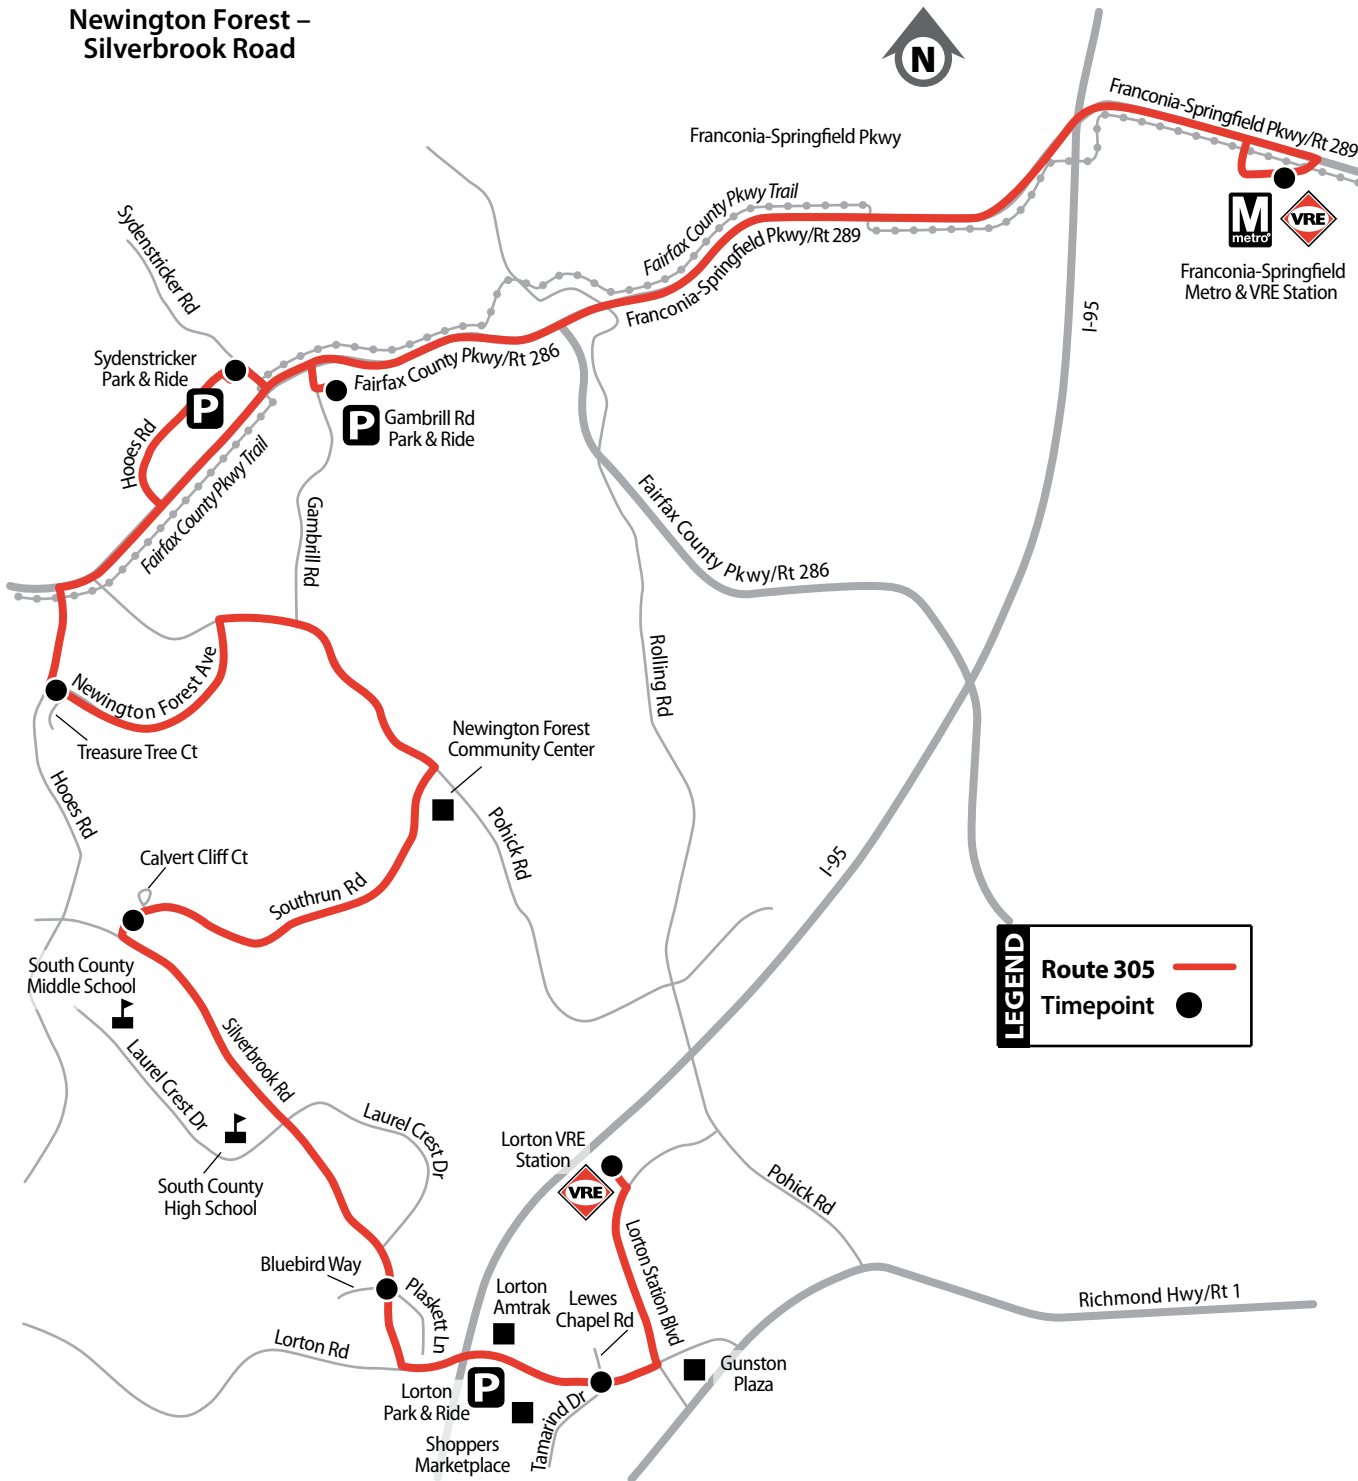 Newington Forest –
Silverbrook Road
N
Franconia-Springfield Pkwy/Rt 289
Franconia-Springfield Pkwy
Fairfax County Pkwy Trail
Franconia-Springfield Pkwy/Rt 289
M
metro
VRE
Franconia-Springfield
Metro & VRE Station
Sydenstricker Rd
I-95
Sydenstricker
Park & Ride
P
Fairfax County Pkwy/Rt 286
P
Gambrill Rd
Park & Ride
Hooes Rd
Fairfax County Pkwy Trail
Gambrill Rd
Fairfax County Pkwy/Rt 286
Rolling Rd
Newington Forest Ave
Treasure Tree Ct
Newington Forest
Community Center
Hooes Rd
Pohick Rd
Calvert Cliff Ct
I-95
Southrun Rd
South County
Middle School
LEGEND
Route 305
Timepoint
Silverbrook Rd
Laurel Crest Dr
Laurel Crest Dr
South County
High School
Lorton VRE
Station
VRE
Pohick Rd
Lorton Station Blvd
Bluebird Way
Plaskett Ln
Lorton
Amtrak
Lewes
Chapel Rd
Richmond Hwy/Rt 1
Lorton Rd
Gunston
Plaza
Lorton
Park & Ride
P
Tamarind Dr
Shoppers
Marketplace